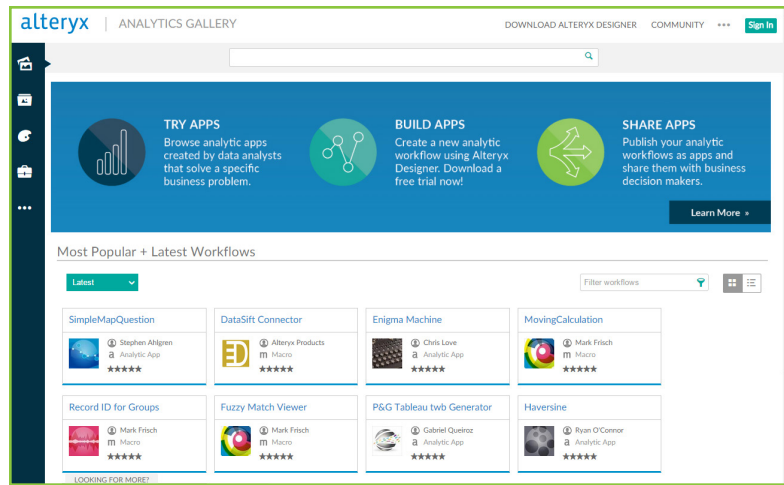 alteryx | ANALYTICS GALLERY
DOWNLOAD ALTERYX DESIGNER COMMUNITY ••• Sign In
TRY APPS
Browse analytic apps
created by data analysts
that solve a specific
business problem.
BUILD APPS
Create a new analytic
workflow using Alteryx
Designer. Download a
free trial now!
SHARE APPS
Publish your analytic
workflows as apps and
share them with business
decision makers.
Learn More »
Most Popular + Latest Workflows
Latest
Filter workflows
SimpleMapQuestion
Stephen Ahlgren
a Analytic App
DataSift Connector
Alteryx Products
m Macro
Enigma Machine
Chris Love
a Analytic App
MovingCalculation
Mark Frisch
m Macro
Record ID for Groups
Mark Frisch
m Macro
Fuzzy Match Viewer
Mark Frisch
m Macro
P&G Tableau twb Generator
Gabriel Queiroz
a Analytic App
Haversine
Ryan O'Connor
a Analytic App
LOOKING FOR MORE?